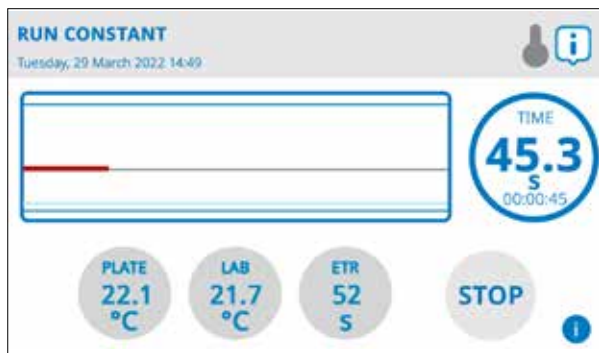 RUN CONSTANT
Tuesday, 29 March 2022 14:49
TIME
45.3
s
00:00:45
PLATE
22.1
°C
LAB
21.7
°C
ETR
52
s
STOP